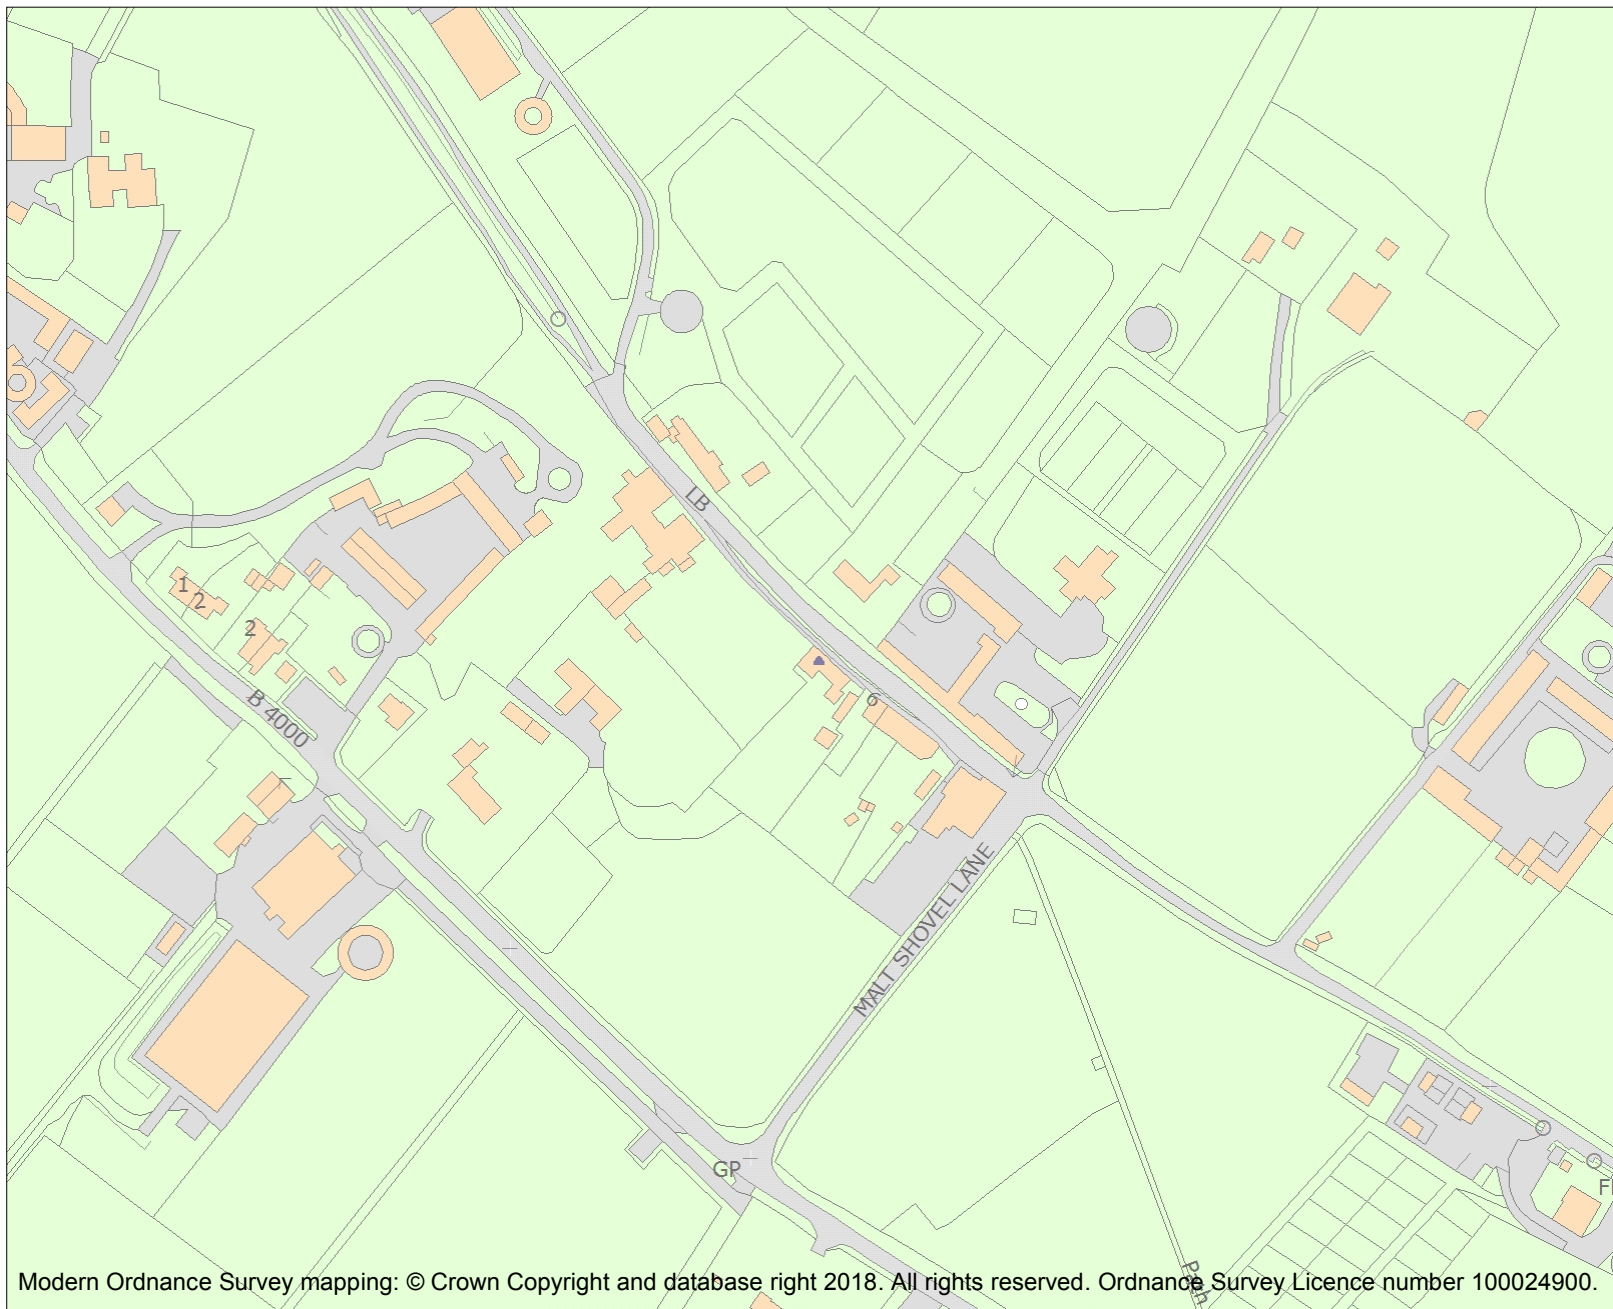 LB
1
2
2
B 4000
6
MALT SHOVEL LANE
GP
Path
Modern Ordnance Survey mapping: © Crown Copyright and database right 2018. All rights reserved. Ordnance Survey Licence number 100024900.